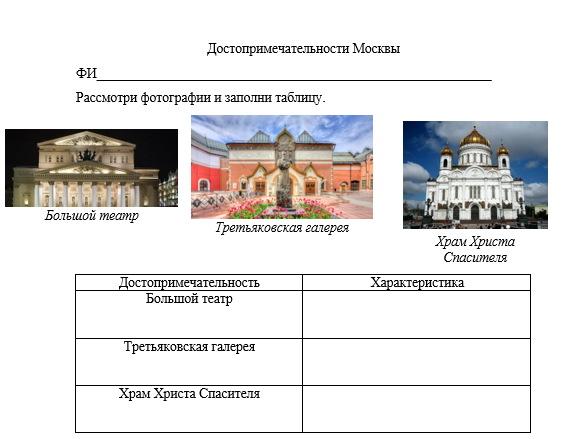 Достопримечательности Москвы
ФИ____________________________________________________________
Рассмотри фотографии и заполни таблицу.
Большой театр
Третьяковская галерея
Храм Христа
Спасителя
Достопримечательность Характеристика
Большой театр
Третьяковская галерея
Храм Христа Спасителя